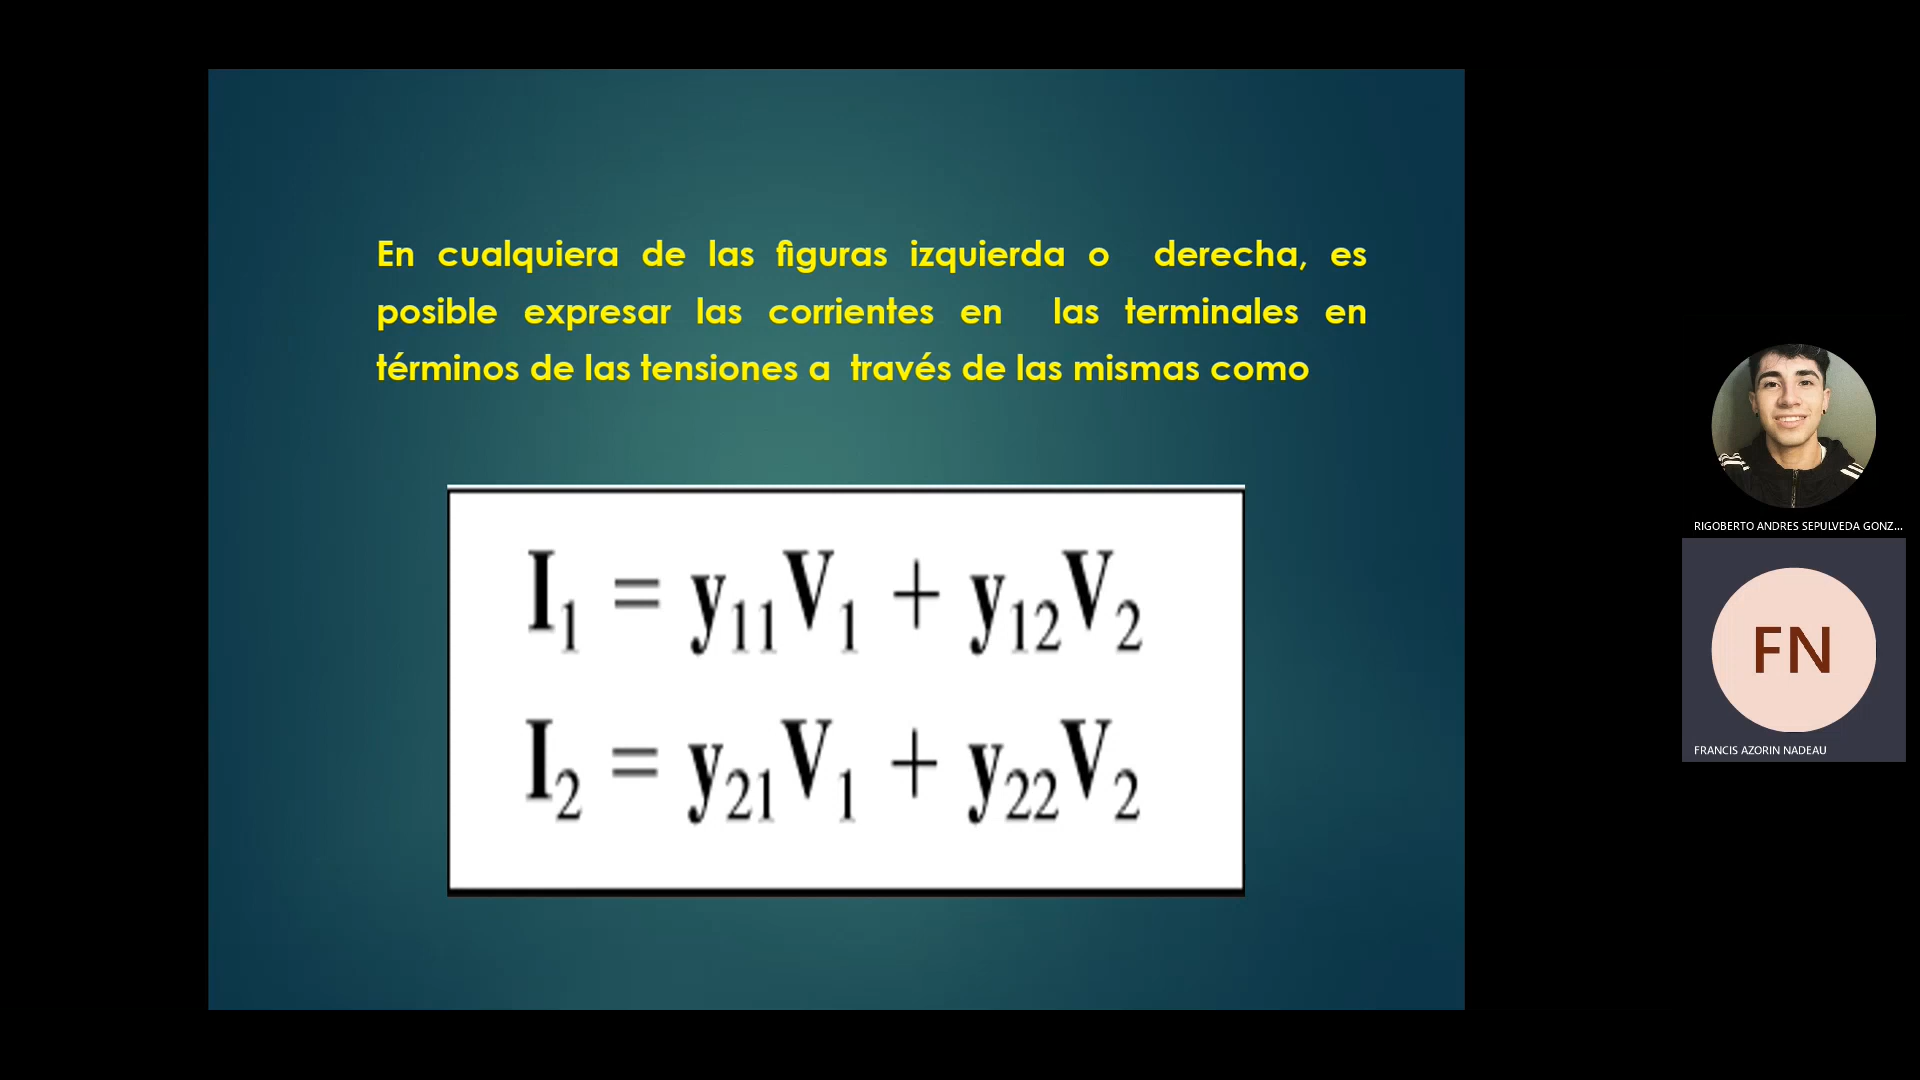 En cualquiera de las figuras izquierda o derecha, es
posible expresar las corrientes en las terminales en
términos de las tensiones a través de las mismas como
I₁ = y₁₁V₁ + y₁₂V₂
I₂ = y₂₁V₁ + y₂₂V₂
RIGOBERTO ANDRES SEPULVEDA GONZ...
FN
FRANCIS AZORIN NADEAU